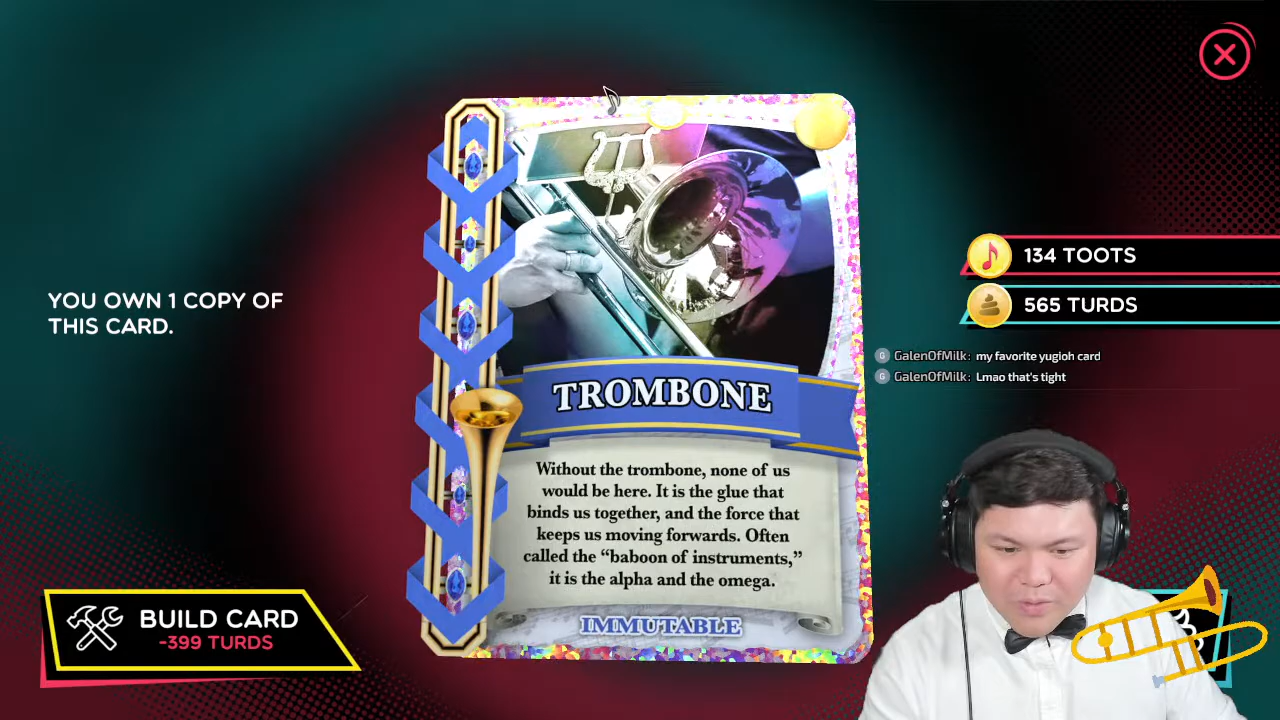 YOU OWN 1 COPY OF
THIS CARD.
TROMBONE
Without the trombone, none of us
would be here. It is the glue that
binds us together, and the force that
keeps us moving forwards. Often
called the “baboon of instruments,”
it is the alpha and the omega.
IMMUTABLE
134 TOOTS
565 TURDS
G GalenOfMilk: my favorite yugioh card
G GalenOfMilk: Lmao that's tight
BUILD CARD
-399 TURDS